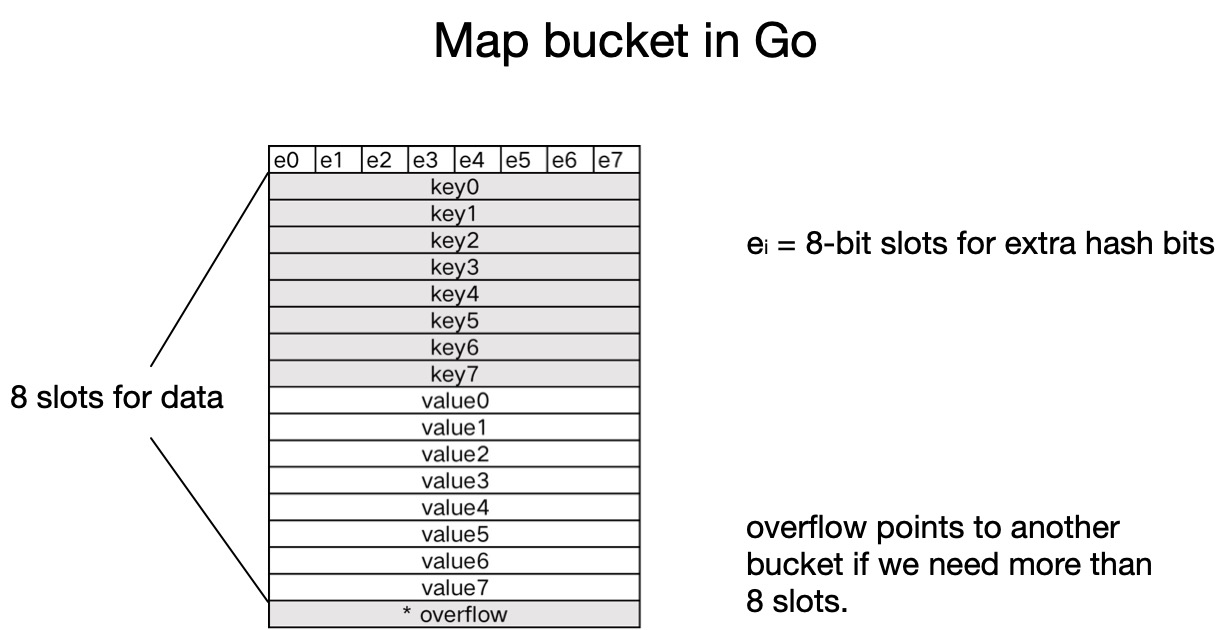 Map bucket in Go
e0 e1 e2 e3 e4 e5 e6 e7
key0
key1
key2
key3
key4
key5
key6
key7
value0
value1
value2
value3
value4
value5
value6
value7
* overflow
8 slots for data
ei = 8-bit slots for extra hash bits
overflow points to another
bucket if we need more than
8 slots.